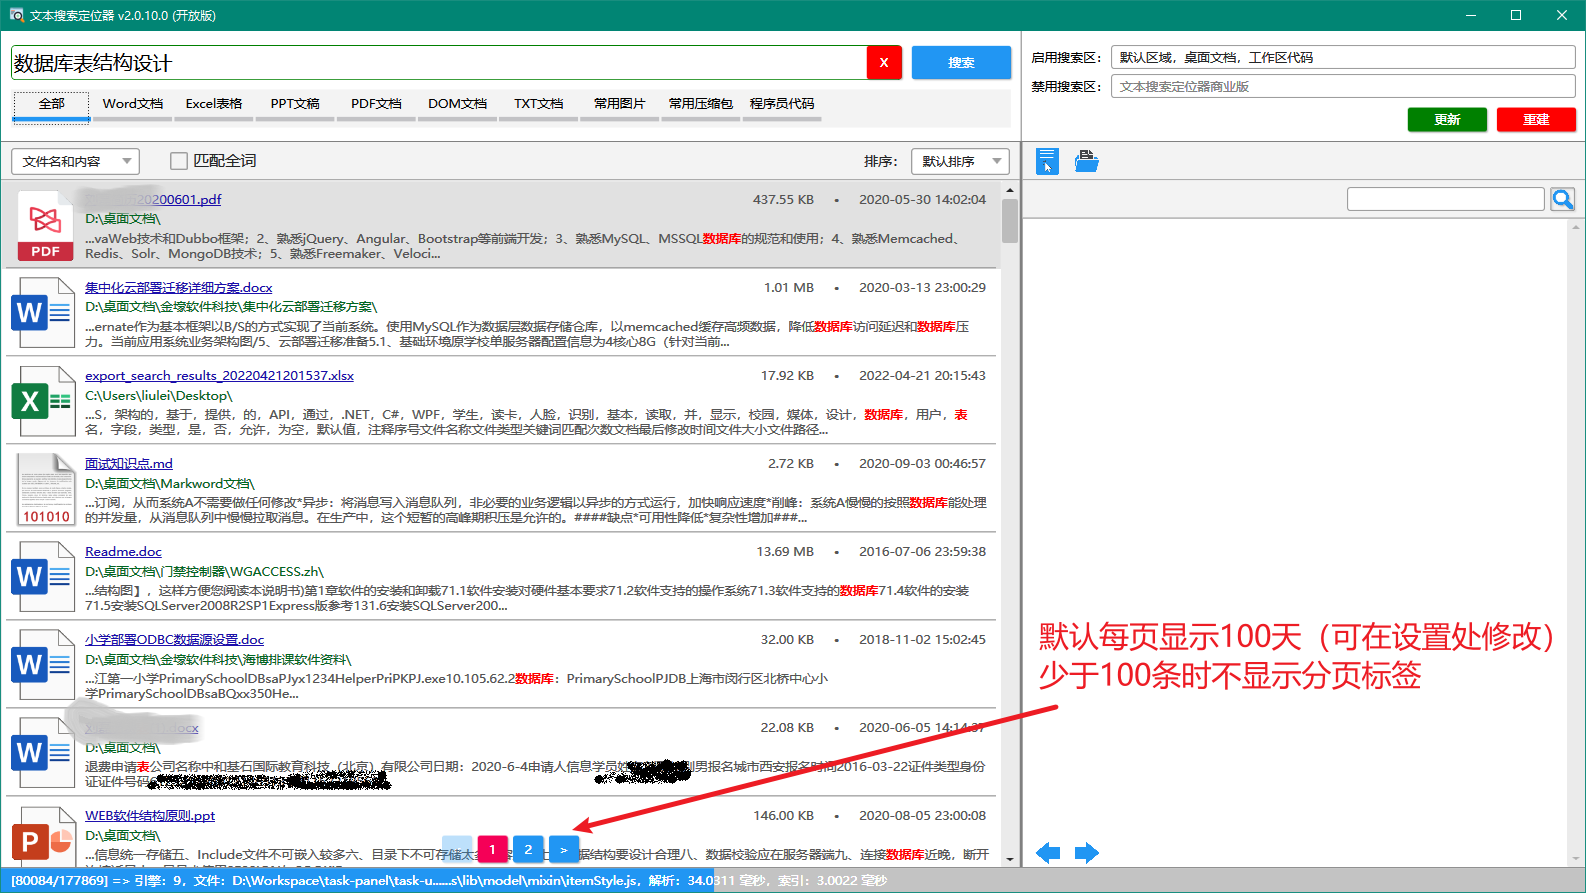 文本搜索定位器 v2.0.10.0 (开放版)
数据库表结构设计
X
搜索
全部 Word文档 Excel表格 PPT文稿 PDF文档 DOM文档 TXT文档 常用图片 常用压缩包 程序员代码
启用搜索区： 默认区域，桌面文档，工作区代码
禁用搜索区： 文本搜索定位器商业版
更新 重建
文件名和内容 匹配全词 排序： 默认排序
20200601.pdf 437.55 KB • 2020-05-30 14:02:04
D:\桌面文档\
...vaWeb技术和Dubbo框架；2、熟悉jQuery、Angular、Bootstrap等前端开发；3、熟悉MySQL、MSSQL数据库的规范和使用；4、熟悉Memcached、
Redis、Solr、MongoDB技术；5、熟悉Freemaker、Veloci...
PDF
集中化云部署迁移详细方案.docx 1.01 MB • 2020-03-13 23:00:29
D:\桌面文档\金壕软件科技\集中化云部署迁移方案\
...ernate作为基本框架以B/S的方式实现了当前系统。使用MySQL作为数据层数据存储仓库，以memcached缓存高频数据，降低数据库访问延迟和数据库压
力。当前应用系统业务架构图/5、云部署迁移准备5.1、基础环境原学校单服务器配置信息为4核心8G（针对当前...
W
export_search_results_20220421201537.xlsx 17.92 KB • 2022-04-21 20:15:43
C:\Users\liulei\Desktop\
...S，架构的，基于，提供，的，API，通过，.NET，C#，WPF，学生，读卡，人脸，识别，基本，读取，并，显示，校园，媒体，设计，数据库，用户，表
名，字段，类型，是，否，允许，为空，默认值，注释序号文件名称文件类型关键词匹配次数文档最后修改时间文件大小文件路径...
X
面试知识点.md 2.72 KB • 2020-09-03 00:46:57
D:\桌面文档\Markword文档\
...订阅，从而系统A不需要做任何修改*异步：将消息写入消息队列，非必要的业务逻辑以异步的方式运行，加快响应速度*削峰：系统A慢慢的按照数据库能处理
的并发量，从消息队列中慢慢拉取消息。在生产中，这个短暂的高峰期积压是允许的。####缺点*可用性降低*复杂性增加###...
101010
Readme.doc 13.69 MB • 2016-07-06 23:59:38
D:\桌面文档\门禁控制器\WGACCESS.zh\
...结构图】，这样方便您阅读本说明书)第1章软件的安装和卸载71.1软件安装对硬件基本要求71.2软件支持的操作系统71.3软件支持的数据库71.4软件的安装
71.5安装SQLServer2008R2SP1Express版参考131.6安装SQLServer200...
W
小学部署ODBC数据源设置.doc 32.00 KB • 2018-11-02 15:02:45
D:\桌面文档\金壕软件科技\海博排课软件资料\
...江第一小学PrimarySchoolDBsaPJyx1234HelperPriPKPJ.exe10.105.62.2数据库：PrimarySchoolPJDB上海市闵行区北桥中心小
学PrimarySchoolDBsaBQxx350He...
W
docx 22.08 KB • 2020-06-05 14:14:37
D:\桌面文档\
退费申请表公司名称中和基石国际教育科技（北京）有限公司日期：2020-6-4申请人信息学员姓 别男报名城市西安报名时间2016-03-22证件类型身份
证证件号码
W
WEB软件结构原则.ppt 146.00 KB • 2020-08-05 23:00:08
D:\桌面文档\
...信息统一存储五、Include文件不可嵌入较多六、目录下不可存储太多 据结构要设计合理八、数据校验应在服务器端九、连接数据库近晚，断开
P
1 2 >
默认每页显示100天（可在设置处修改）
少于100条时不显示分页标签
[80084/177869] => 引擎：9，文件：D:\Workspace\task-panel\task-u......s\lib\model\mixin\itemStyle.js，解析：34.0311 毫秒，索引：3.0022 毫秒